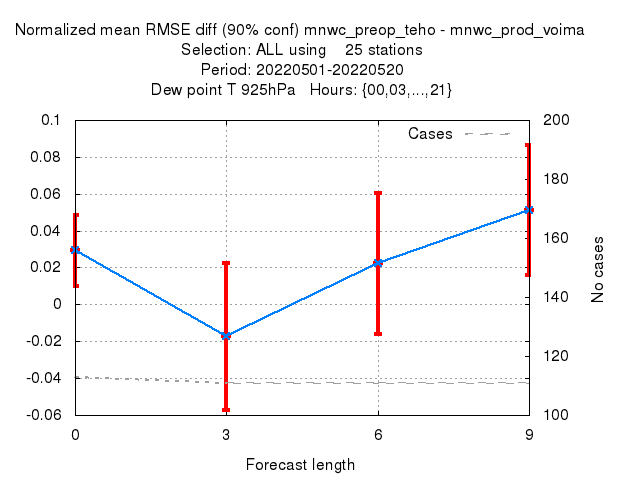 Normalized mean RMSE diff (90% conf) mnwc_preop_teho - mnwc_prod_voima
Selection: ALL using    25 stations
Period: 20220501-20220520
Dew point T 925hPa   Hours: {00,03,...,21}
Cases
0.1
0.08
0.06
0.04
0.02
0
-0.02
-0.04
-0.06
200
180
160
140
120
100
No cases
0 3 6 9
Forecast length